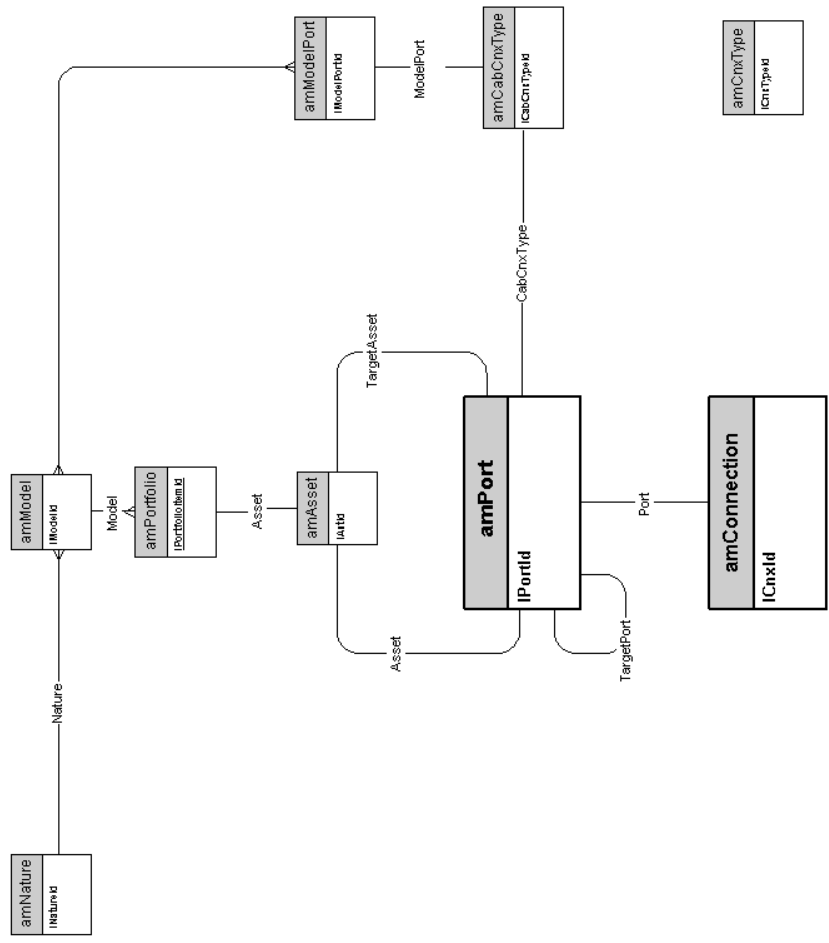 amNature
lNatureId
Nature
amModel
lModelId
Model
amPortfolio
lPortfolioItemId
Asset
amAsset
lAstId
Asset
TargetAsset
amModelPort
lModelPortId
ModelPort
amCabCnxType
lCabCnxTypeId
CabCnxType
amPort
lPortId
TargetPort
Port
amConnection
lCnxId
amCnxType
lCnxTypeId